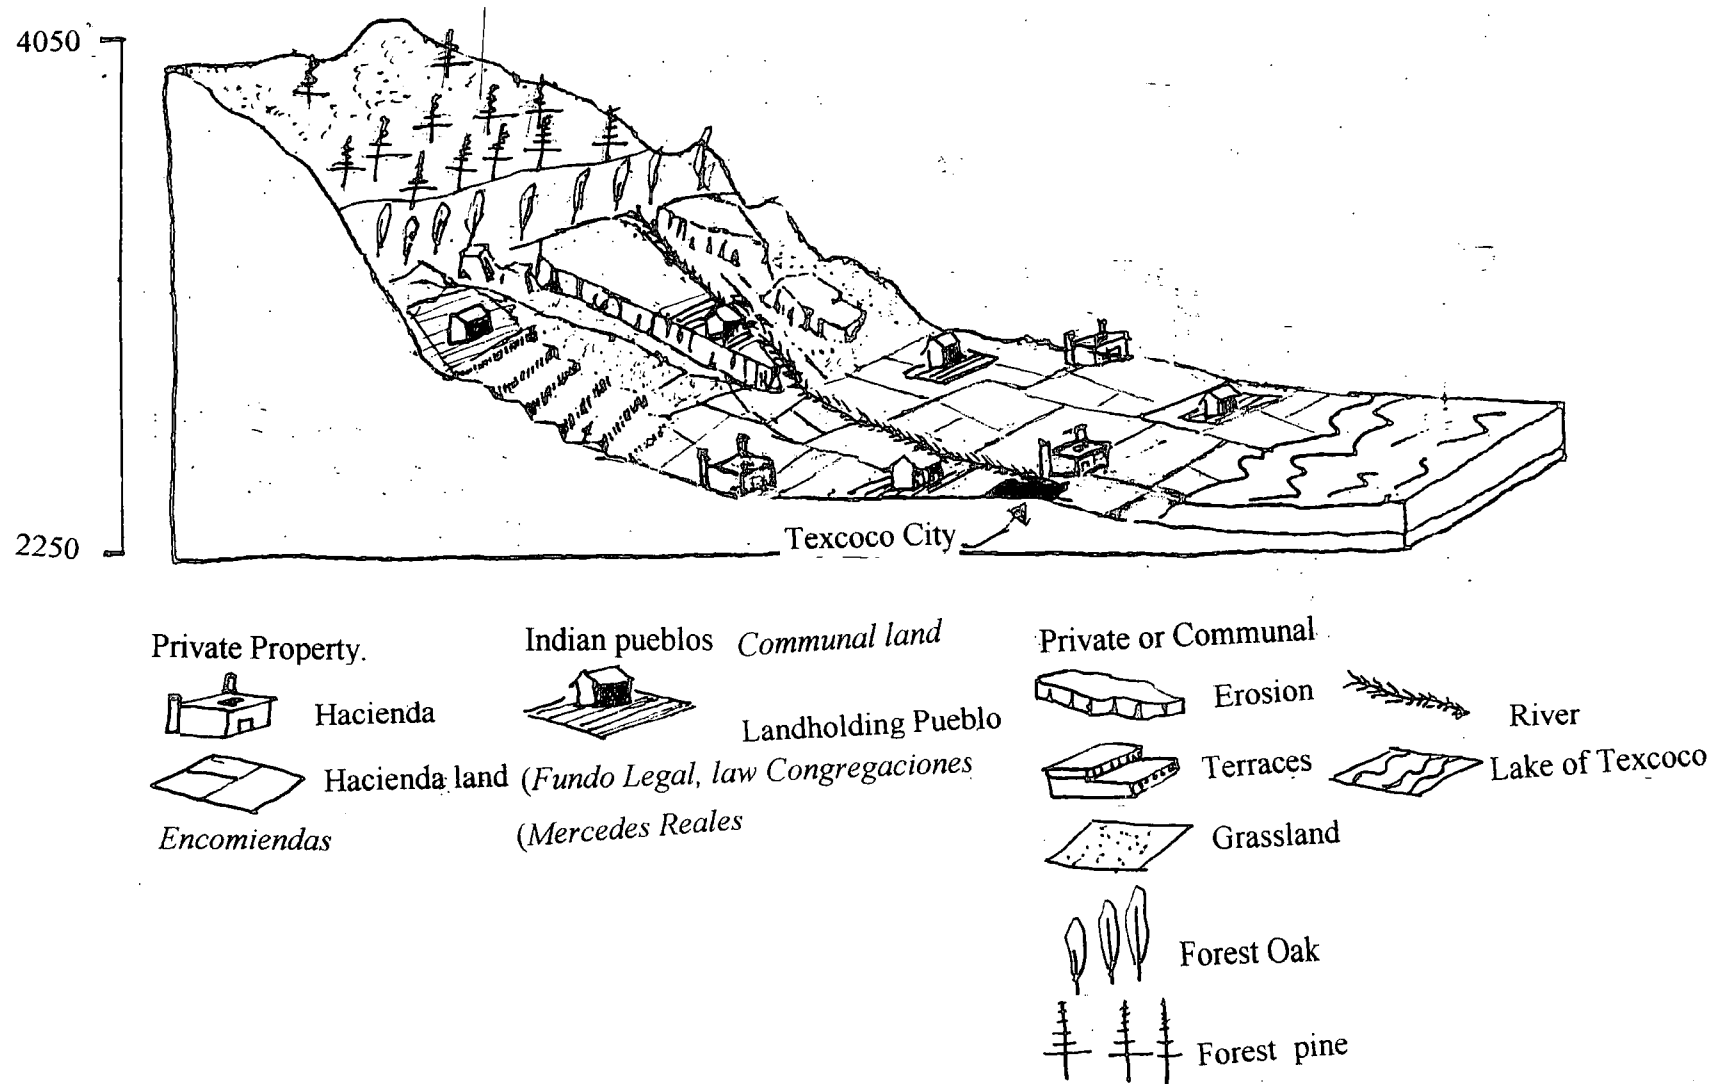 4050
2250
Texcoco City
Private Property.
Hacienda
Hacienda land
Encomiendas
Indian pueblos Communal land
Landholding Pueblo
(Fundo Legal, law Congregaciones
(Mercedes Reales
Private or Communal
Erosion
River
Terraces
Lake of Texcoco
Grassland
Forest Oak
Forest pine